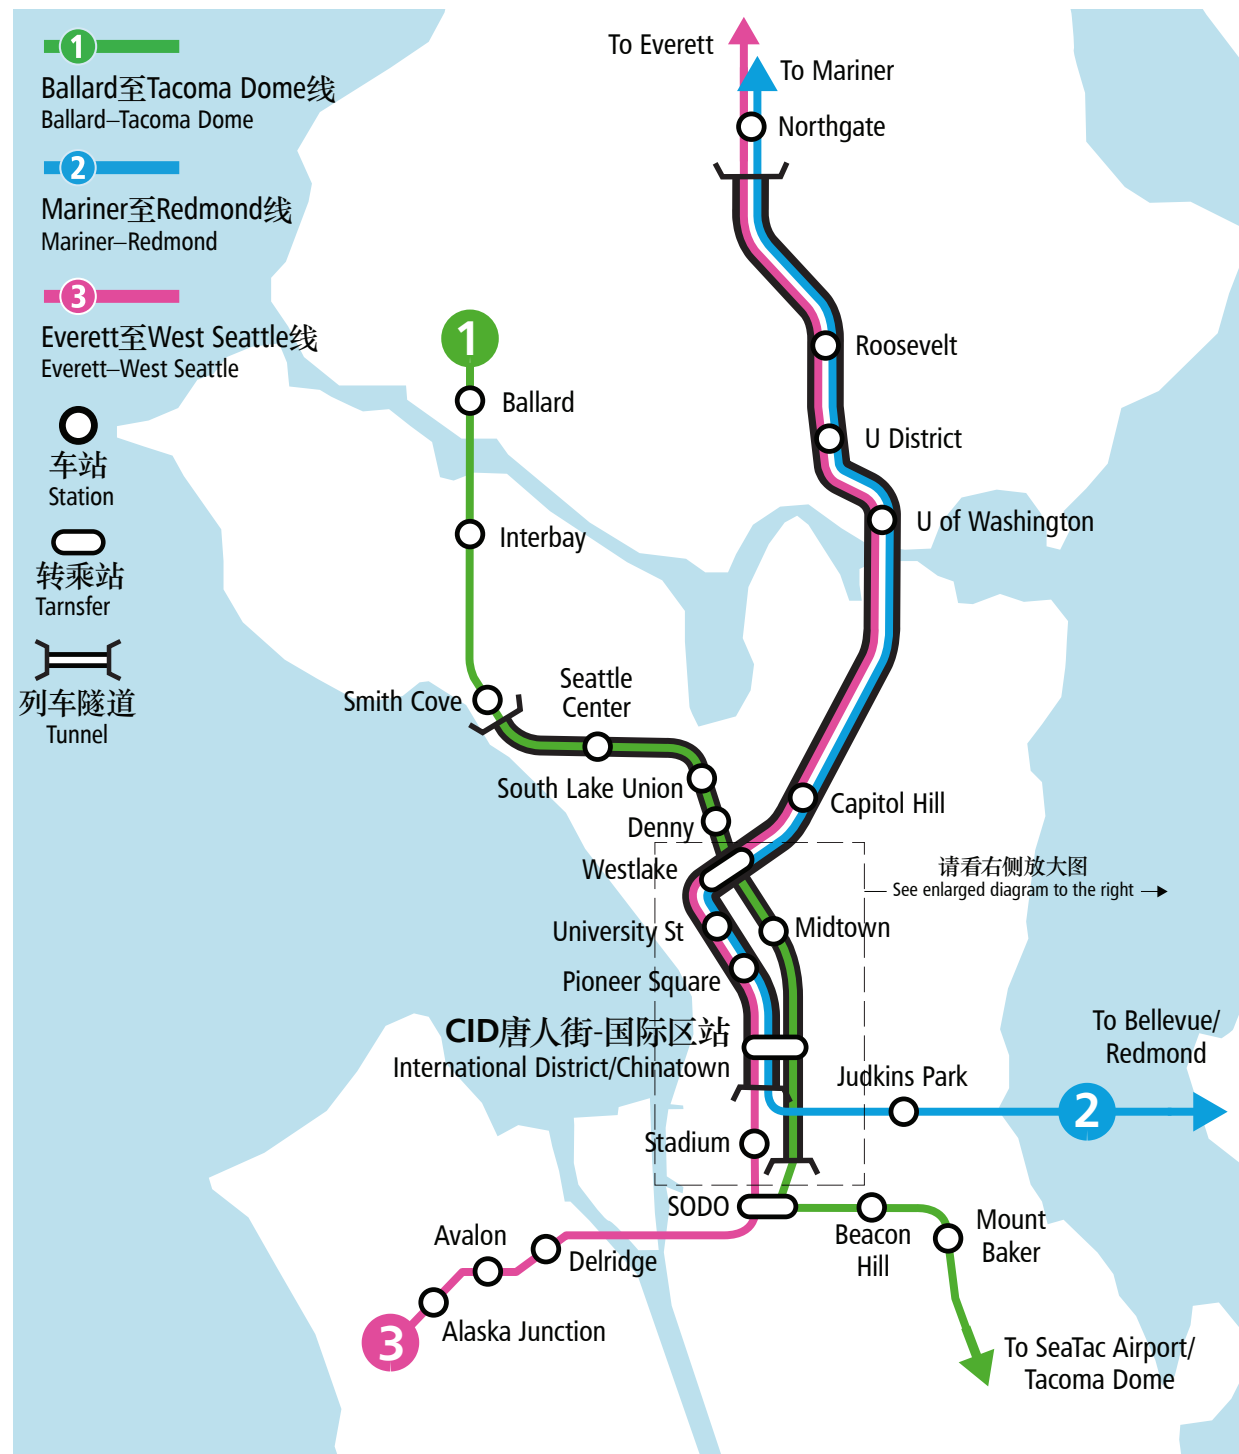 1
Ballard至Tacoma Dome线
Ballard–Tacoma Dome
2
Mariner至Redmond线
Mariner–Redmond
3
Everett至West Seattle线
Everett–West Seattle
车站
Station
转乘站
Tarnsfer
列车隧道
Tunnel
To Everett
To Mariner
Northgate
Roosevelt
U District
U of Washington
1
Ballard
Interbay
Smith Cove
Seattle
Center
South Lake Union
Denny
Capitol Hill
Westlake
请看右侧放大图
See enlarged diagram to the right
University St
Midtown
Pioneer Square
CID唐人街-国际区站
International District/Chinatown
To Bellevue/
Redmond
Judkins Park
2
Stadium
SODO
Beacon
Hill
Mount
Baker
Avalon
Delridge
Alaska Junction
3
To SeaTac Airport/
Tacoma Dome